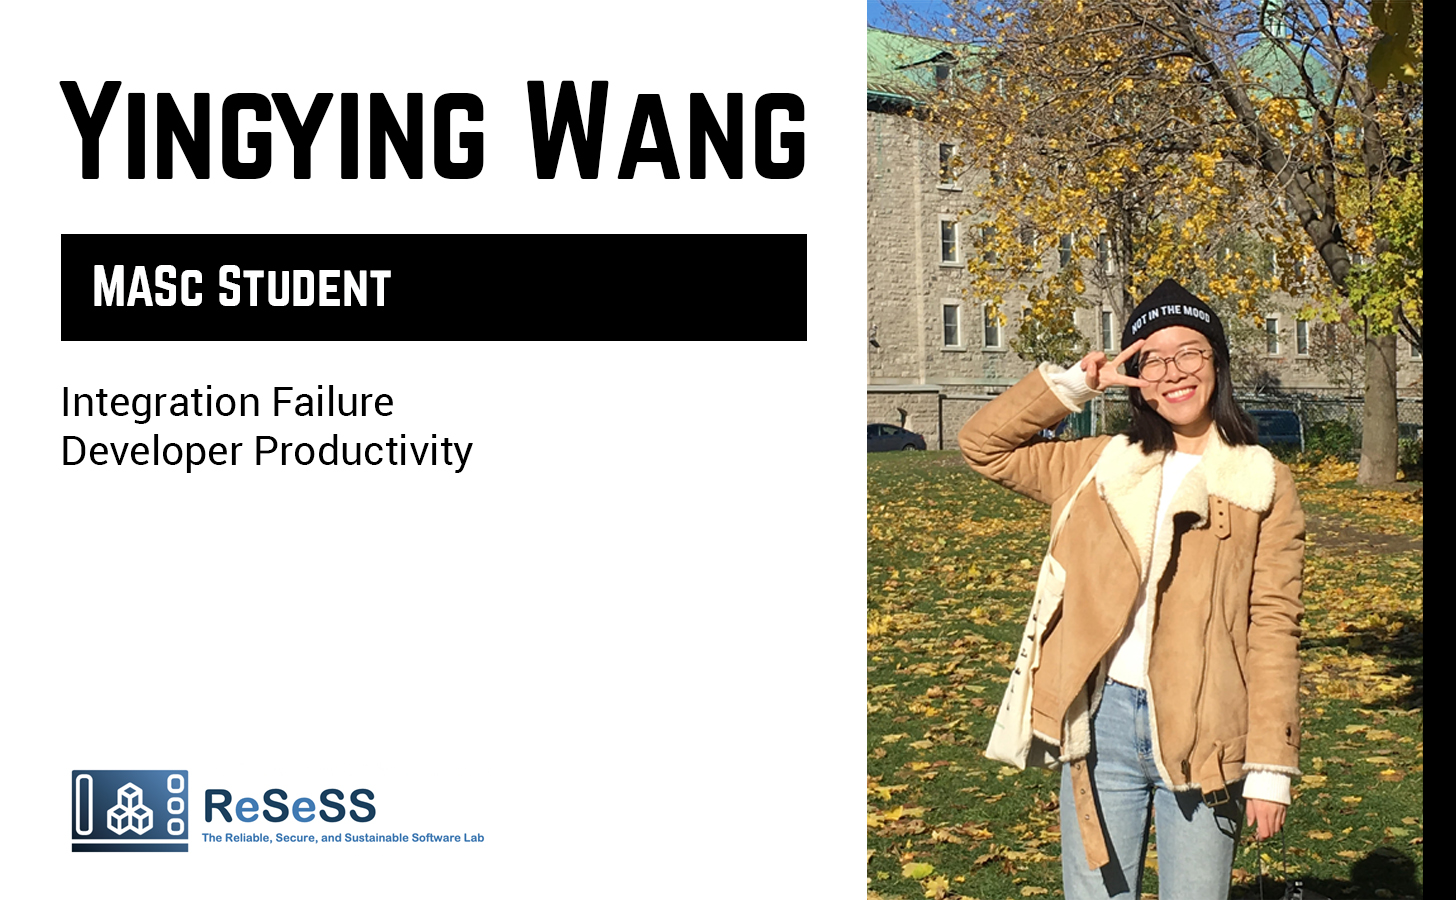 Yingying Wang
MASc Student
Integration Failure
Developer Productivity
ReSeSS
The Reliable, Secure, and Sustainable Software Lab
NOT IN THE MOOD